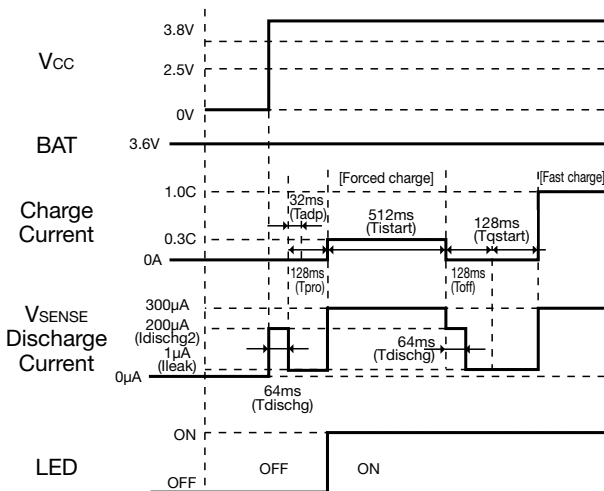 VCC
3.8V
2.5V
0V
BAT
3.6V
Charge
Current
1.0C
0.3C
0A
[Forced charge]
[Fast charge]
32ms
(Tadp)
512ms
(Tistart)
128ms
(Tqstart)
128ms
(Tpro)
128ms
(Toff)
VSENSE
Discharge
Current
300µA
200µA
(Idischg2)
1µA
(Ileak)
0µA
64ms
(Tdischg)
64ms
(Tdischg)
LED
ON
OFF
OFF
ON